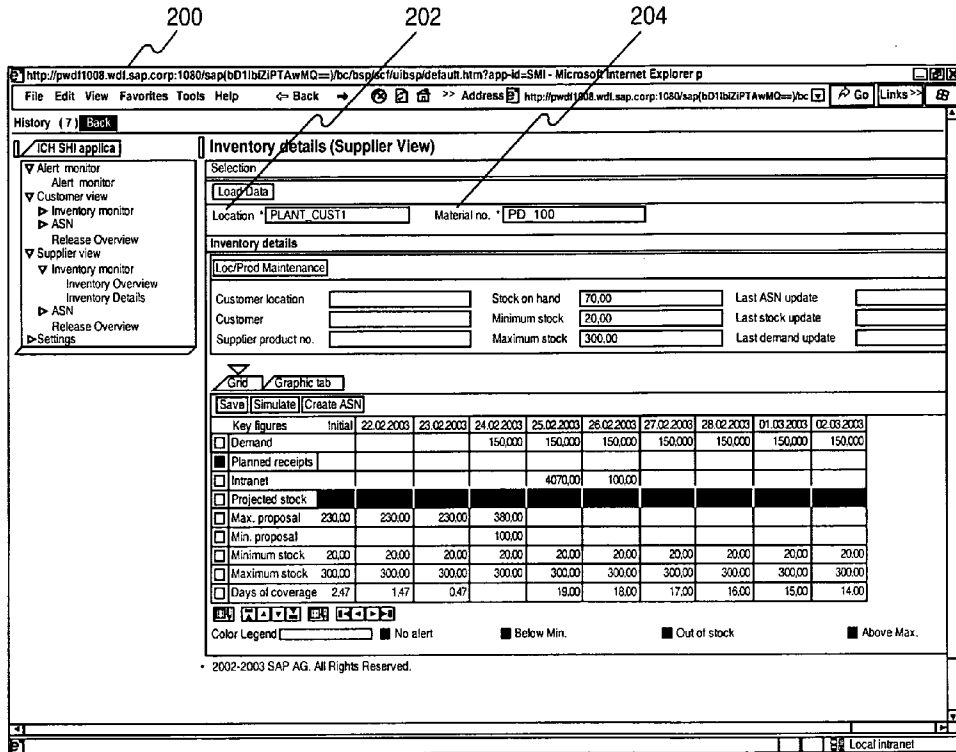 200 202 204
http://pwdf1008.wdf.sap.corp:1080/sap(bD1lbiZiPTAwMQ==)/bc/bsp/scf/uibsp/default.htm?app-id=SMI - Microsoft Internet Explorer p
File Edit View Favorites Tools Help Back >> Address http://pwdf1008.wdf.sap.corp:1080/sap(bD1lbiZiPTAwMQ==)/bc Go Links >>
History (7) Back
ICH SHI applica
Alert monitor
Alert monitor
Customer view
Inventory monitor
ASN
Release Overview
Supplier view
Inventory monitor
Inventory Overview
Inventory Details
ASN
Release Overview
Settings
Inventory details (Supplier View)
Selection
Load Data
Location * PLANT_CUST1 Material no. * PD_100
Inventory details
Loc/Prod Maintenance
Customer location Stock on hand 70,00 Last ASN update
Customer Minimum stock 20,00 Last stock update
Supplier product no. Maximum stock 300,00 Last demand update
Grid Graphic tab
Save Simulate Create ASN
Key figures Initial 22.02.2003 23.02.2003 24.02.2003 25.02.2003 26.02.2003 27.02.2003 28.02.2003 01.03.2003 02.03.2003
Demand 150,000 150,000 150,000 150,000 150,000 150,000 150,000
Planned receipts
Intranet 4070,00 100,00
Projected stock
Max. proposal 230,00 230,00 230,00 380,00
Min. proposal 100,00
Minimum stock 20,00 20,00 20,00 20,00 20,00 20,00 20,00 20,00 20,00 20,00
Maximum stock 300,00 300,00 300,00 300,00 300,00 300,00 300,00 300,00 300,00 300,00
Days of coverage 2,47 1,47 0,47 19,00 18,00 17,00 16,00 15,00 14,00
Color Legend No alert Below Min. Out of stock Above Max.
• 2002-2003 SAP AG. All Rights Reserved.
Local intranet